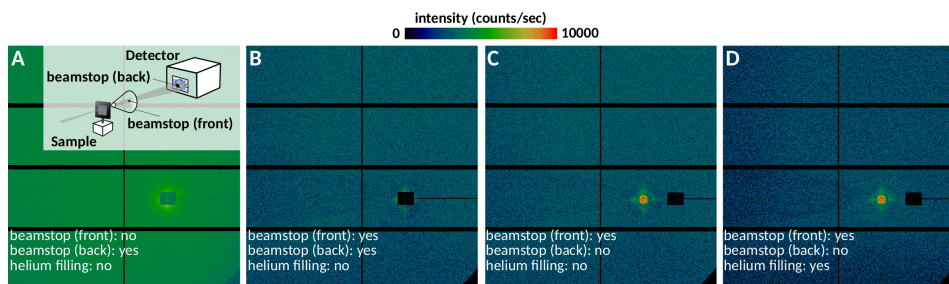 intensity (counts/sec)
0 10000
A
Detector
beamstop (back)
beamstop (front)
Sample
beamstop (front): no
beamstop (back): yes
helium filling: no
B
beamstop (front): yes
beamstop (back): yes
helium filling: no
C
beamstop (front): yes
beamstop (back): no
helium filling: no
D
beamstop (front): yes
beamstop (back): no
helium filling: yes